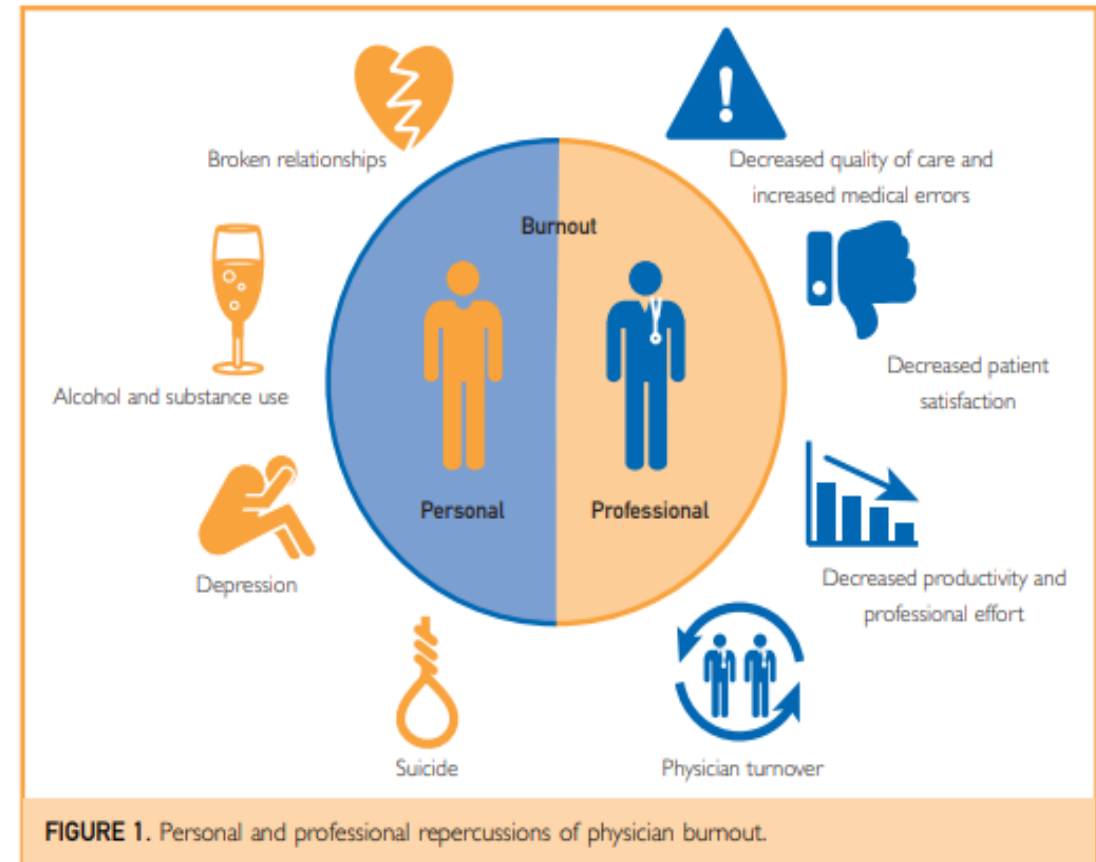 Broken relationships
Decreased quality of care and
increased medical errors
Burnout
Alcohol and substance use
Decreased patient
satisfaction
Personal
Professional
Depression
Decreased productivity and
professional effort
Suicide
Physician turnover
FIGURE 1. Personal and professional repercussions of physician burnout.